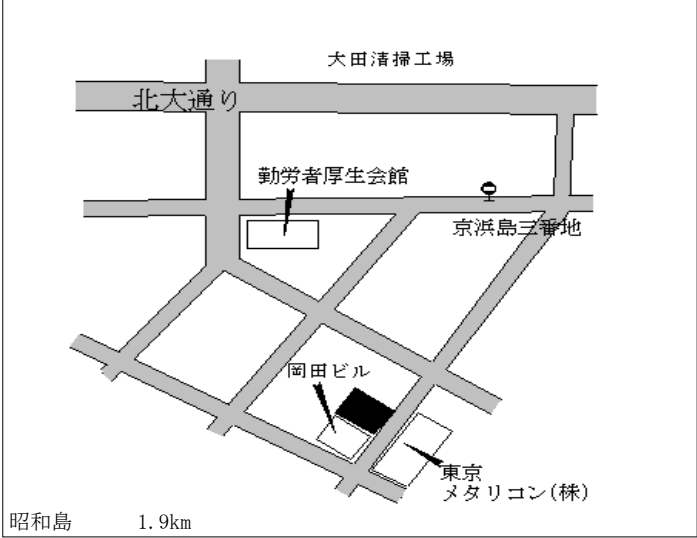 大田清掃工場
北大通り
勤労者厚生会館
京浜島三番地
岡田ビル
東京
メタリコン(株)
昭和島 1.9km